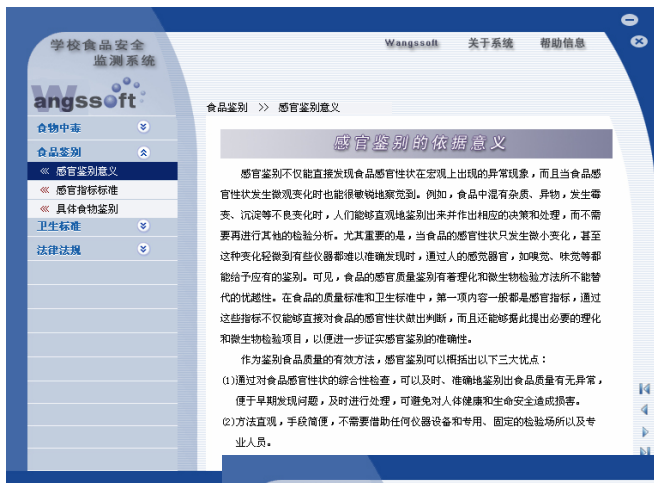 学校食品安全
监测系统
Wangssoft 关于系统 帮助信息
Wangssoft
食品鉴别 >> 感官鉴别意义
食物中毒
食品鉴别
感官鉴别意义
感官指标标准
具体食物鉴别
卫生标准
法律法规
感官鉴别的依据意义
感官鉴别不仅能直接发现食品感官性状在宏观上出现的异常现象，而且当食品感
官性状发生微观变化时也能很敏锐地察觉到。例如，食品中混有杂质、异物，发生霉
变、沉淀等不良变化时，人们能够直观地鉴别出来并作出相应的决策和处理，而不需
要再进行其他的检验分析。尤其重要的是，当食品的感官性状只发生微小变化，甚至
这种变化轻微到有些仪器都难以准确发现时，通过人的感觉器官，如嗅觉、味觉等都
能给予应有的鉴别。可见，食品的感官质量鉴别有着理化和微生物检验方法所不能替
代的优越性。在食品的质量标准和卫生标准中，第一项内容一般都是感官指标，通过
这些指标不仅能够直接对食品的感官性状做出判断，而且还能够据此提出必要的理化
和微生物检验项目，以便进一步证实感官鉴别的准确性。
作为鉴别食品质量的有效方法，感官鉴别可以概括出以下三大优点：
(1)通过对食品感官性状的综合性检查，可以及时、准确地鉴别出食品质量有无异常，
便于早期发现问题，及时进行处理，可避免对人体健康和生命安全造成损害。
(2)方法直观，手段简便，不需要借助任何仪器设备和专用、固定的检验场所以及专
业人员。